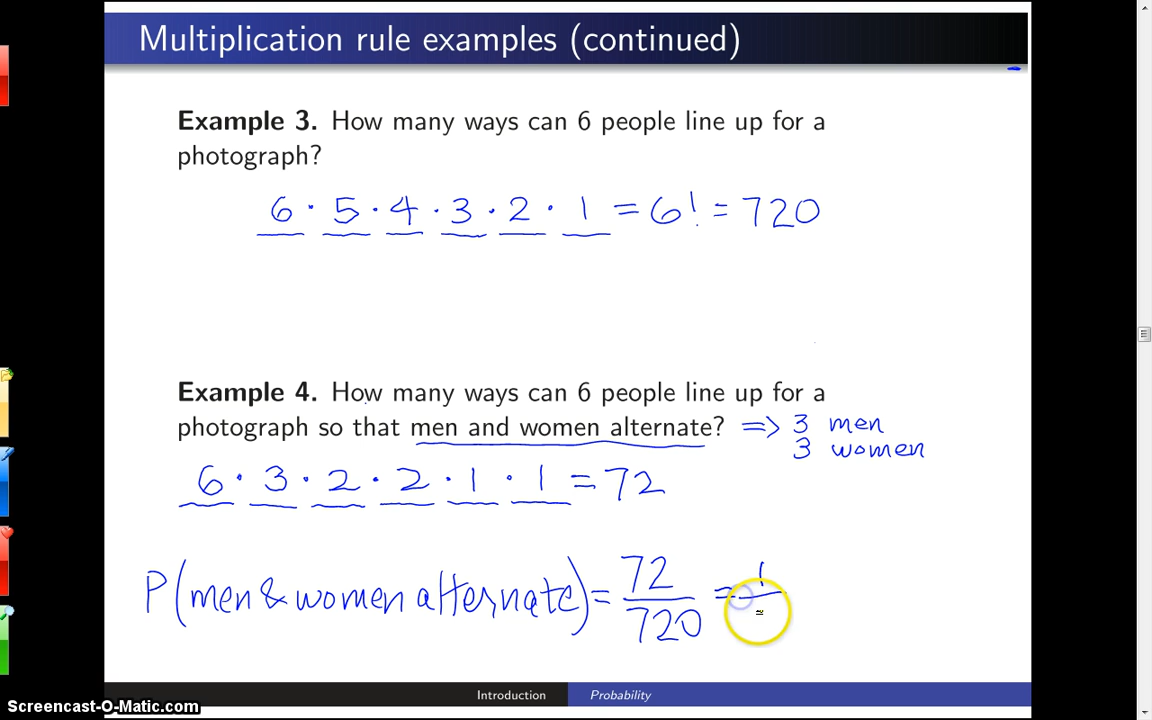 Multiplication rule examples (continued)
Example 3. How many ways can 6 people line up for a
photograph?
6 · 5 · 4 · 3 · 2 · 1 = 6! = 720
Example 4. How many ways can 6 people line up for a
photograph so that men and women alternate? => 3 men
3 women
6 · 3 · 2 · 2 · 1 · 1 = 72
P(men & women alternate) = 72/720 = 1/
Introduction Probability
Screencast-O-Matic.com